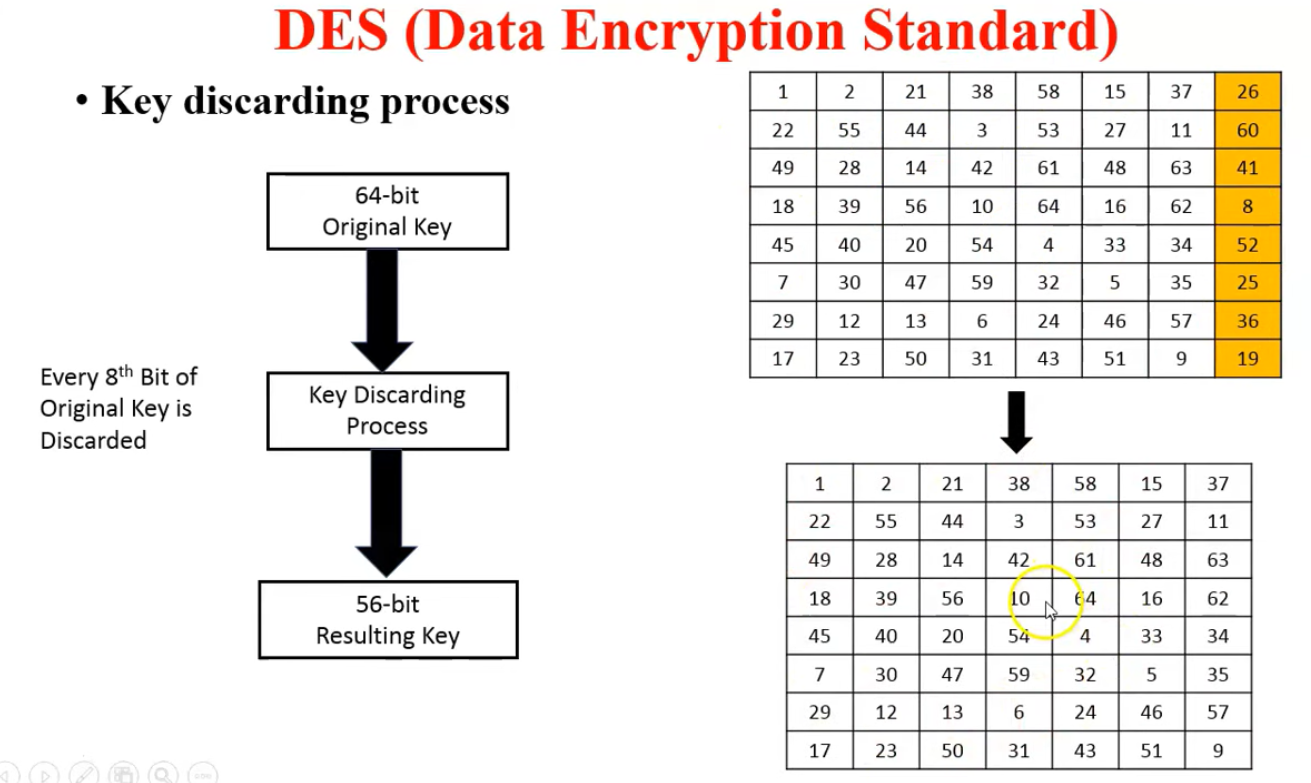 DES (Data Encryption Standard)
• Key discarding process
64-bit
Original Key
Every 8th Bit of
Original Key is
Discarded
Key Discarding
Process
56-bit
Resulting Key
1 2 21 38 58 15 37 26
22 55 44 3 53 27 11 60
49 28 14 42 61 48 63 41
18 39 56 10 64 16 62 8
45 40 20 54 4 33 34 52
7 30 47 59 32 5 35 25
29 12 13 6 24 46 57 36
17 23 50 31 43 51 9 19
1 2 21 38 58 15 37
22 55 44 3 53 27 11
49 28 14 42 61 48 63
18 39 56 10 64 16 62
45 40 20 54 4 33 34
7 30 47 59 32 5 35
29 12 13 6 24 46 57
17 23 50 31 43 51 9